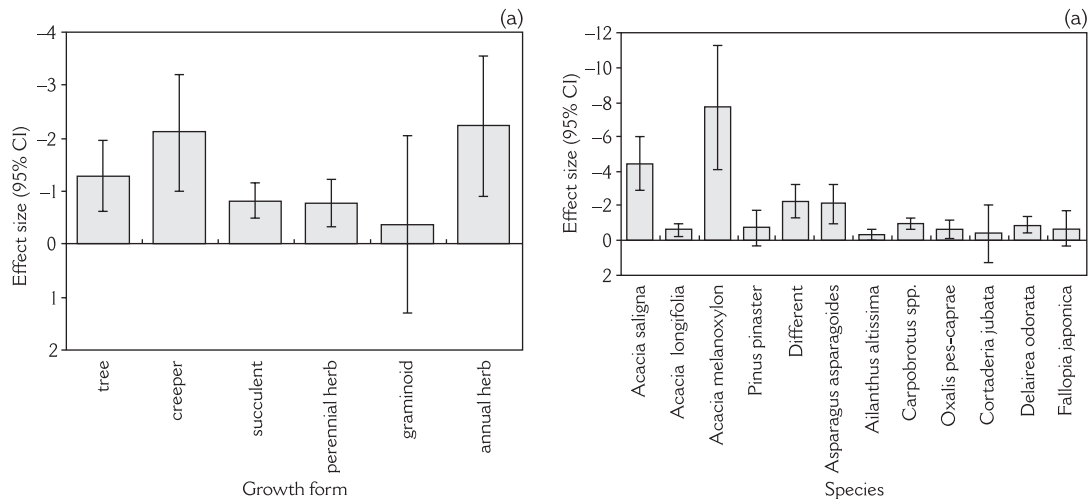 (a)
Effect size (95% CI)
−4
−3
−2
−1
0
1
2
tree
creeper
succulent
perennial herb
graminoid
annual herb
Growth form
(a)
Effect size (95% CI)
−12
−10
−8
−6
−4
−2
0
2
Acacia saligna
Acacia longifolia
Acacia melanoxylon
Pinus pinaster
Different
Asparagus asparagoides
Ailanthus altissima
Carpobrotus spp.
Oxalis pes-caprae
Cortaderia jubata
Delairea odorata
Fallopia japonica
Species